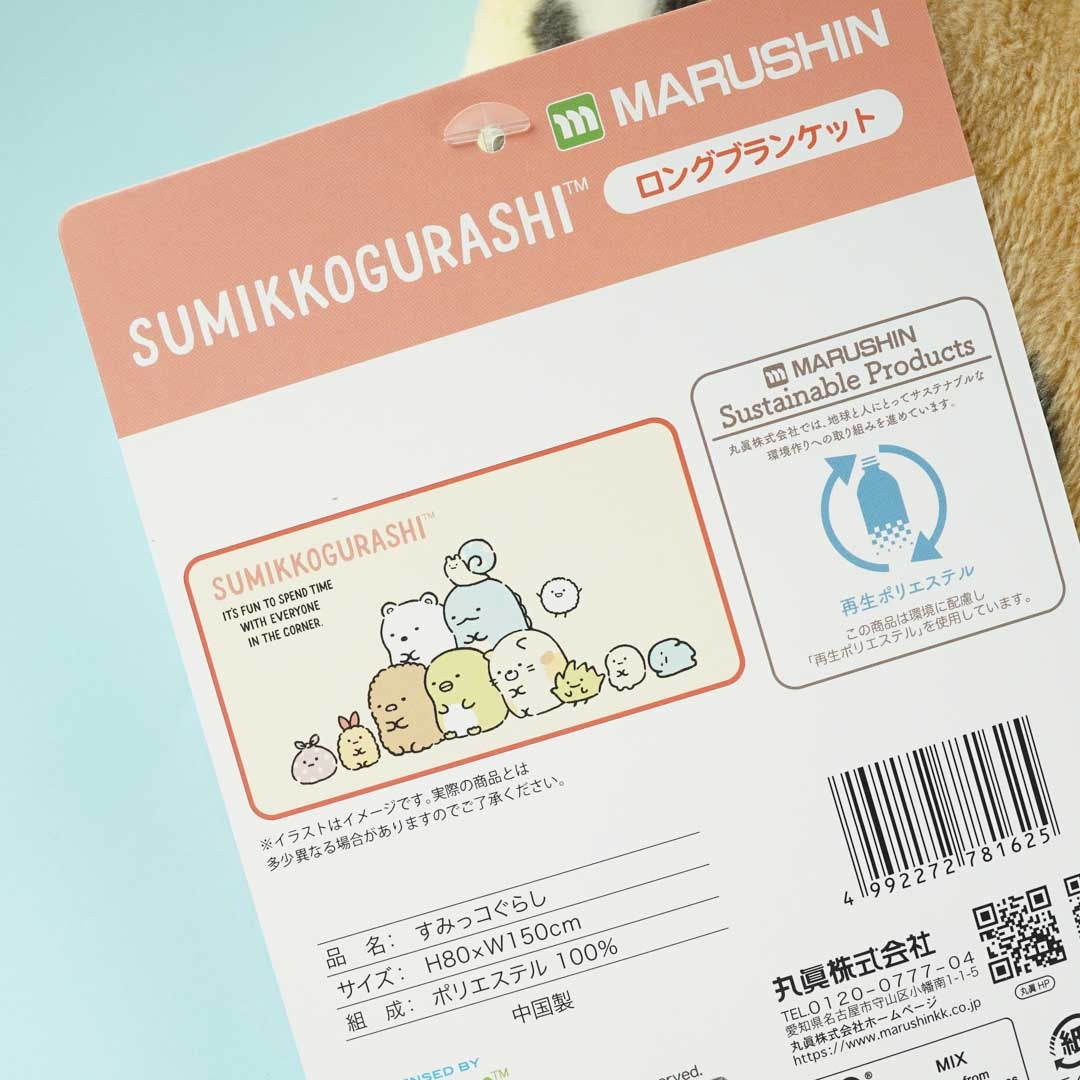 MARUSHIN
SUMIKKOGURASHI™
ロングブランケット
MARUSHIN
Sustainable Products
丸眞株式会社では、地球と人にとってサステナブルな
環境作りへの取り組みを進めています。
再生ポリエステル
この商品は環境に配慮し
「再生ポリエステル」を使用しています。
SUMIKKOGURASHI™
IT'S FUN TO SPEND TIME
WITH EVERYONE
IN THE CORNER.
※イラストはイメージです。実際の商品とは
多少異なる場合がありますのでご了承ください。
品 名: すみっコぐらし
サイズ: H80×W150cm
組 成: ポリエステル 100%
中国製
4 992272 781625
丸眞株式会社
TEL.0120-0777-04
愛知県名古屋市守山区小幡南1-1-5
丸眞株式会社ホームページ
https://www.marushinkk.co.jp
丸眞 HP
紙
MIX